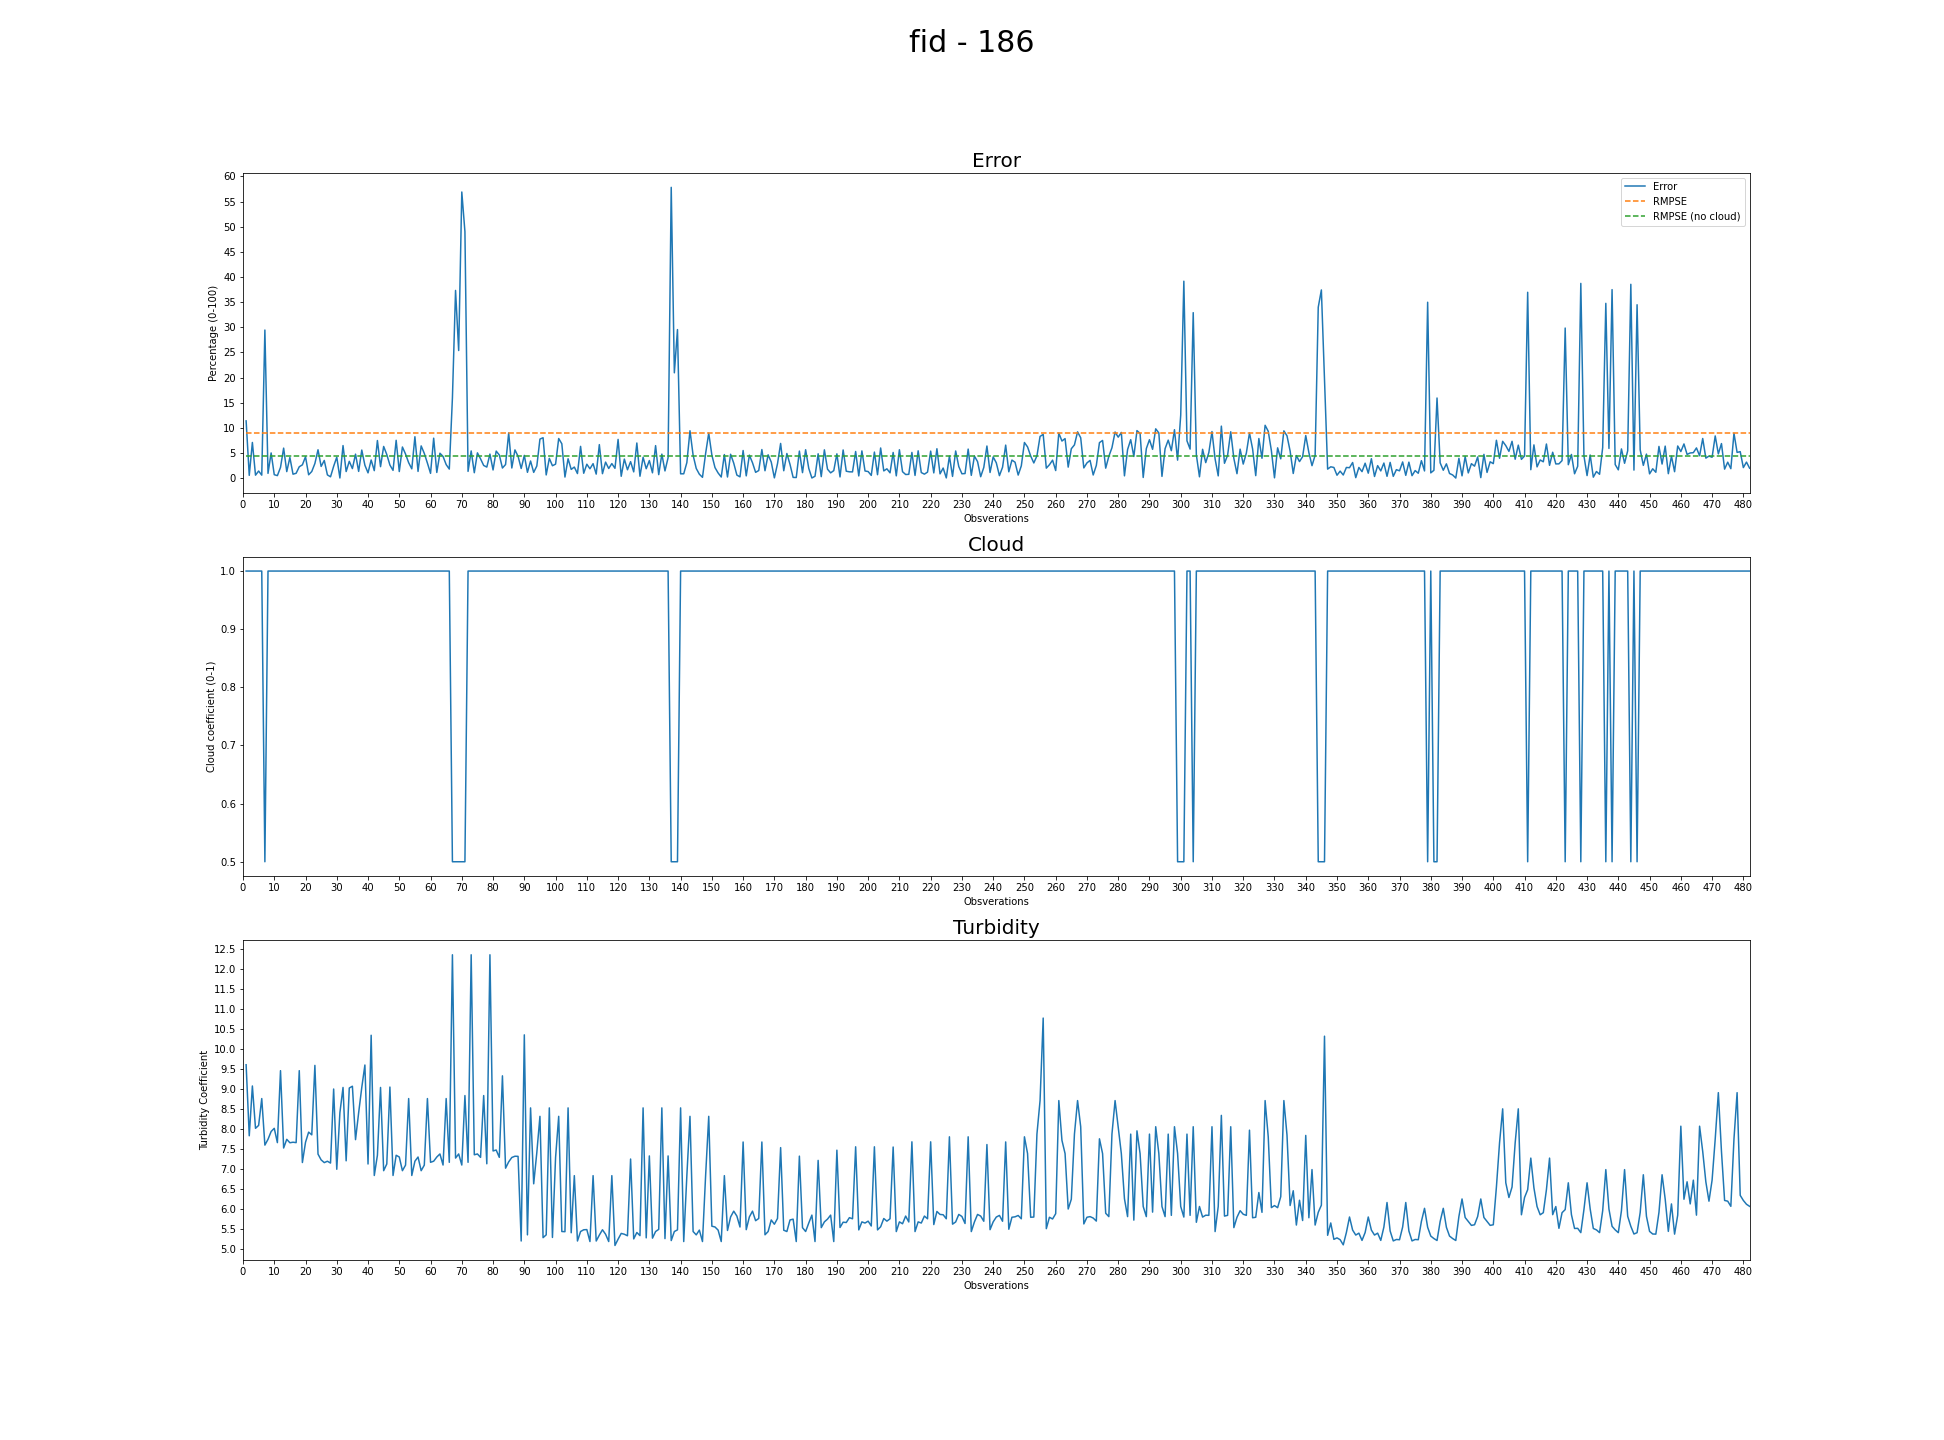 fid - 186
Error
60
55
50
45
40
35
30
25
20
15
10
5
0
Percentage (0-100)
Error
RMPSE
RMPSE (no cloud)
0 10 20 30 40 50 60 70 80 90 100 110 120 130 140 150 160 170 180 190 200 210 220 230 240 250 260 270 280 290 300 310 320 330 340 350 360 370 380 390 400 410 420 430 440 450 460 470 480
Obsverations
Cloud
1.0
0.9
0.8
0.7
0.6
0.5
Cloud coefficient (0-1)
0 10 20 30 40 50 60 70 80 90 100 110 120 130 140 150 160 170 180 190 200 210 220 230 240 250 260 270 280 290 300 310 320 330 340 350 360 370 380 390 400 410 420 430 440 450 460 470 480
Obsverations
Turbidity
12.5
12.0
11.5
11.0
10.5
10.0
9.5
9.0
8.5
8.0
7.5
7.0
6.5
6.0
5.5
5.0
Turbidity Coefficient
0 10 20 30 40 50 60 70 80 90 100 110 120 130 140 150 160 170 180 190 200 210 220 230 240 250 260 270 280 290 300 310 320 330 340 350 360 370 380 390 400 410 420 430 440 450 460 470 480
Obsverations